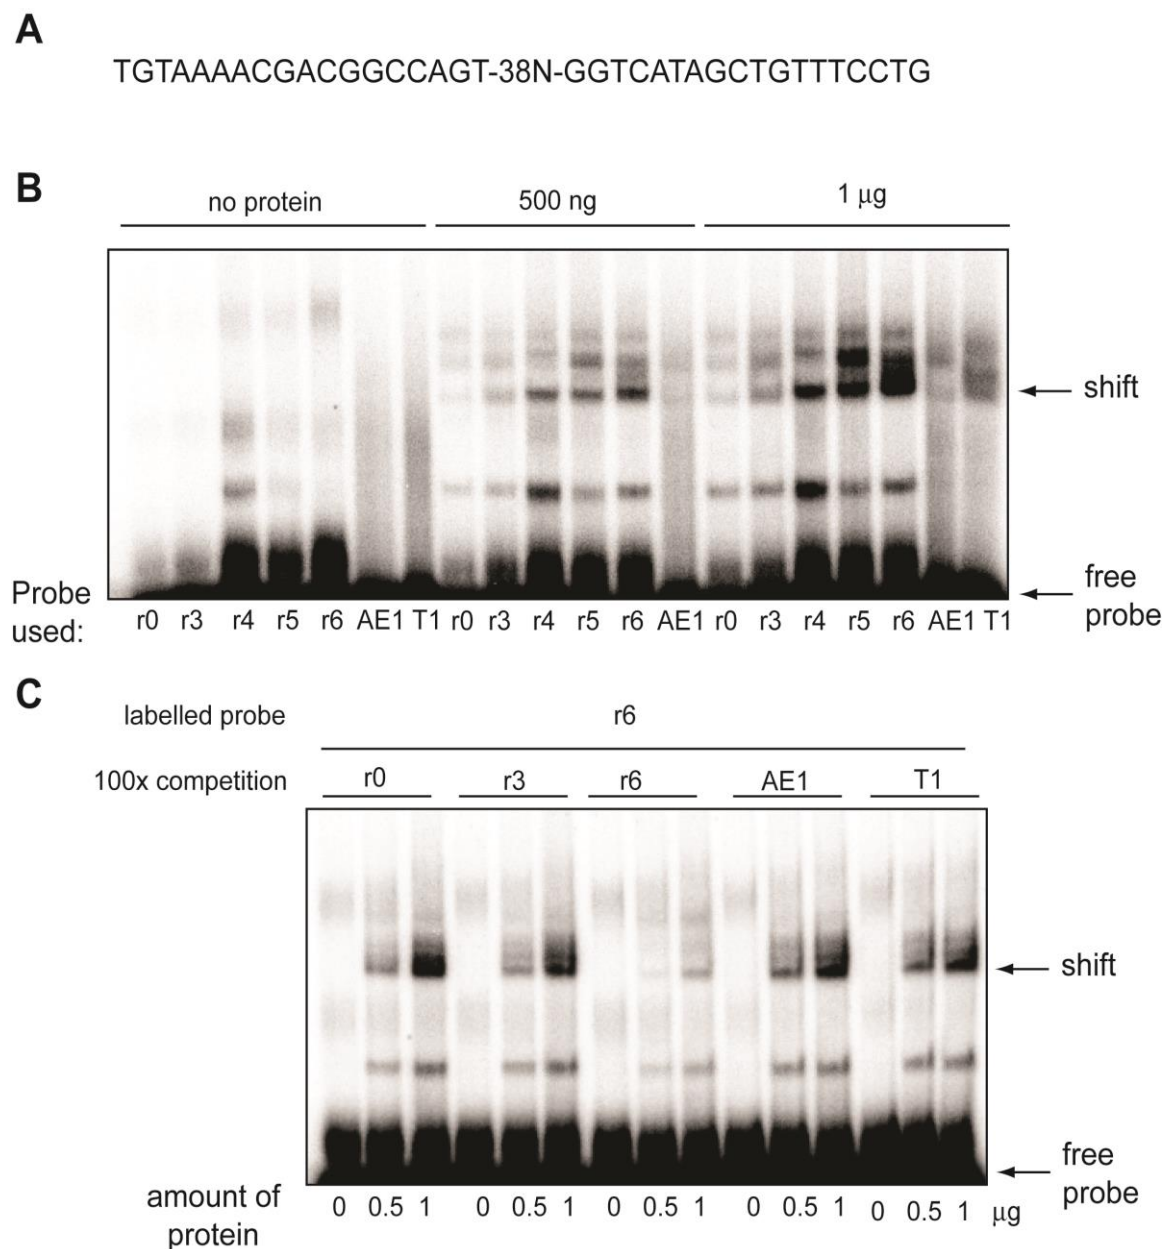 A
TGTAAAACGACGGCCAGT-38N-GGTCATAGCTGTTTCCTG
B
no protein 500 ng 1 μg
shift
free
probe
Probe
used:
r0 r3 r4 r5 r6 AE1 T1 r0 r3 r4 r5 r6 AE1 r0 r3 r4 r5 r6 AE1 T1
C
labelled probe r6
100x competition r0 r3 r6 AE1 T1
shift
free
probe
amount of
protein
0 0.5 1 0 0.5 1 0 0.5 1 0 0.5 1 0 0.5 1 μg